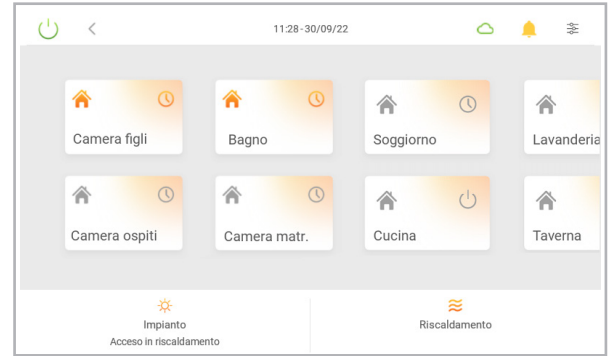 11:28-30/09/22
Camera figli
Bagno
Soggiorno
Lavanderia
Camera ospiti
Camera matr.
Cucina
Taverna
Impianto
Acceso in riscaldamento
Riscaldamento